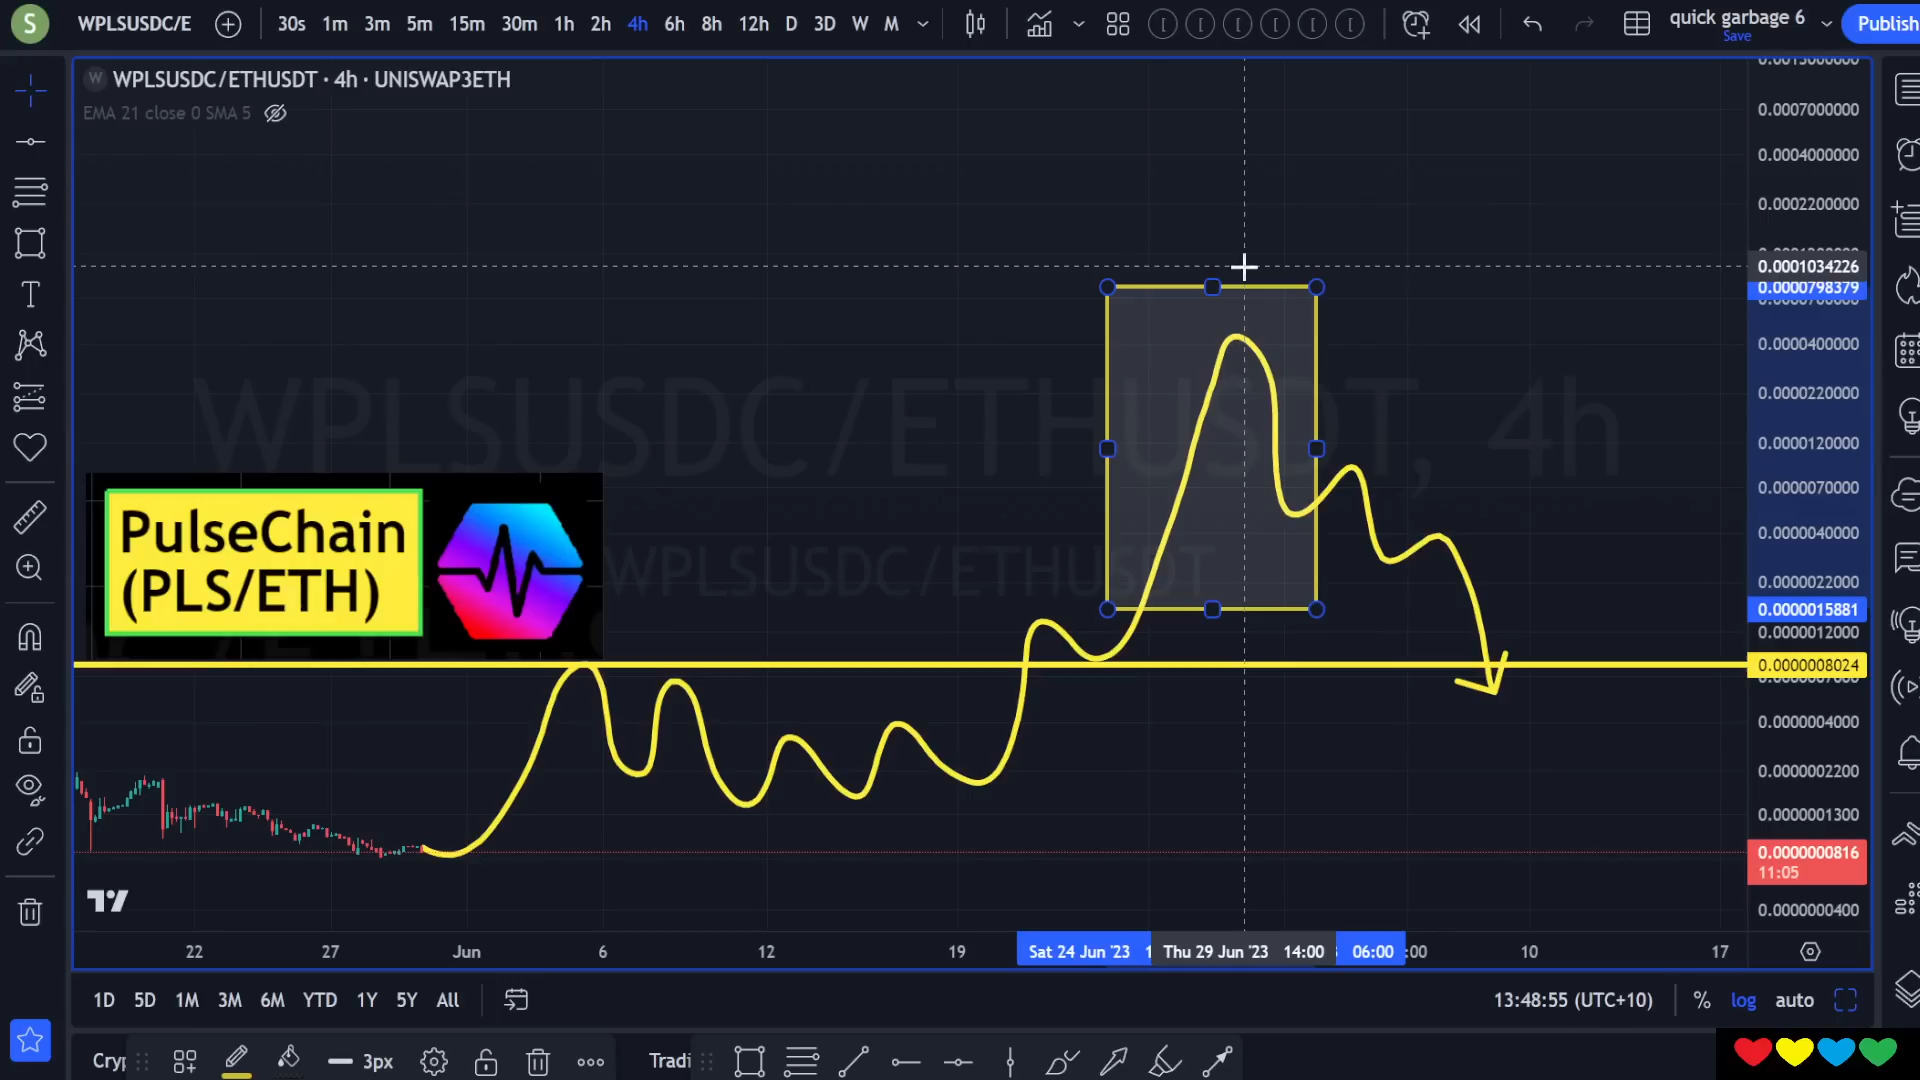 S WPLSUSDC/E 30s 1m 3m 5m 15m 30m 1h 2h 4h 6h 8h 12h D 3D W M quick garbage 6 Publish
Save
W WPLSUSDC/ETHUSDT · 4h · UNISWAP3ETH
EMA 21 close 0 SMA 5
0.0007000000
0.0004000000
0.0002200000
0.0001034226
0.0000798379
0.0000400000
0.0000220000
0.0000120000
0.0000070000
0.0000040000
0.0000022000
0.0000015881
0.0000012000
0.0000008024
0.0000004000
0.0000002200
0.0000001300
0.0000000816
11:05
0.0000000400
WPLSUSDC/ETHUSDT, 4h
WPLSUSDC/ETHUSDT
PulseChain
(PLS/ETH)
22 27 Jun 6 12 19 Sat 24 Jun '23 Thu 29 Jun '23 14:00 06:00 :00 10 17
1D 5D 1M 3M 6M YTD 1Y 5Y All 13:48:55 (UTC+10) % log auto
Cryp 3px Tradi